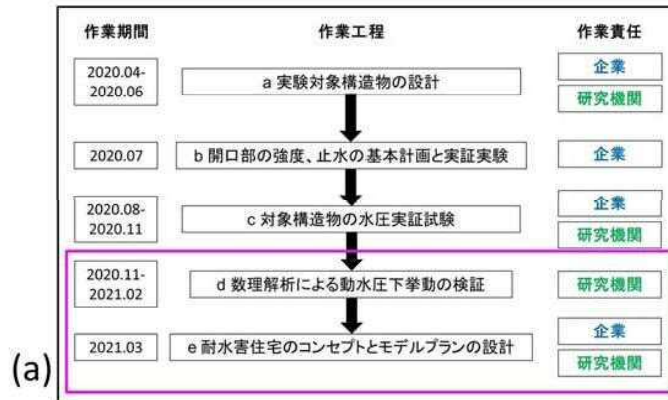 作業期間 作業工程 作業責任
2020.04-
2020.06
a 実験対象構造物の設計
企業
研究機関
2020.07
b 開口部の強度、止水の基本計画と実証実験
企業
2020.08-
2020.11
c 対象構造物の水圧実証試験
企業
研究機関
2020.11-
2021.02
d 数理解析による動水圧下挙動の検証
研究機関
2021.03
e 耐水害住宅のコンセプトとモデルプランの設計
企業
研究機関
(a)